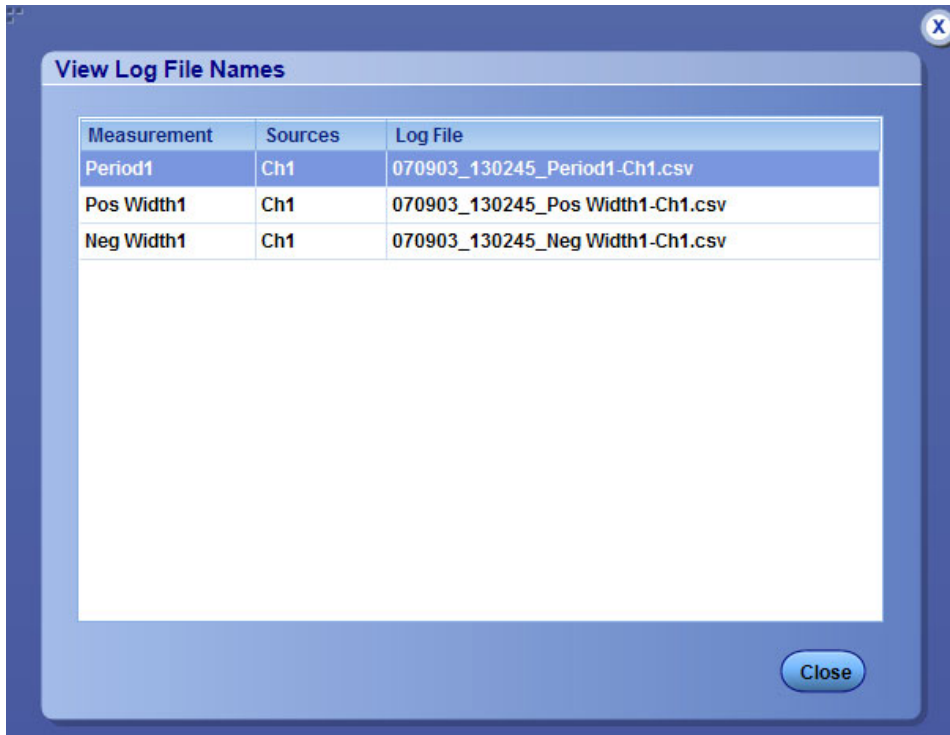 X
View Log File Names
Measurement Sources Log File
Period1 Ch1 070903_130245_Period1-Ch1.csv
Pos Width1 Ch1 070903_130245_Pos Width1-Ch1.csv
Neg Width1 Ch1 070903_130245_Neg Width1-Ch1.csv
Close